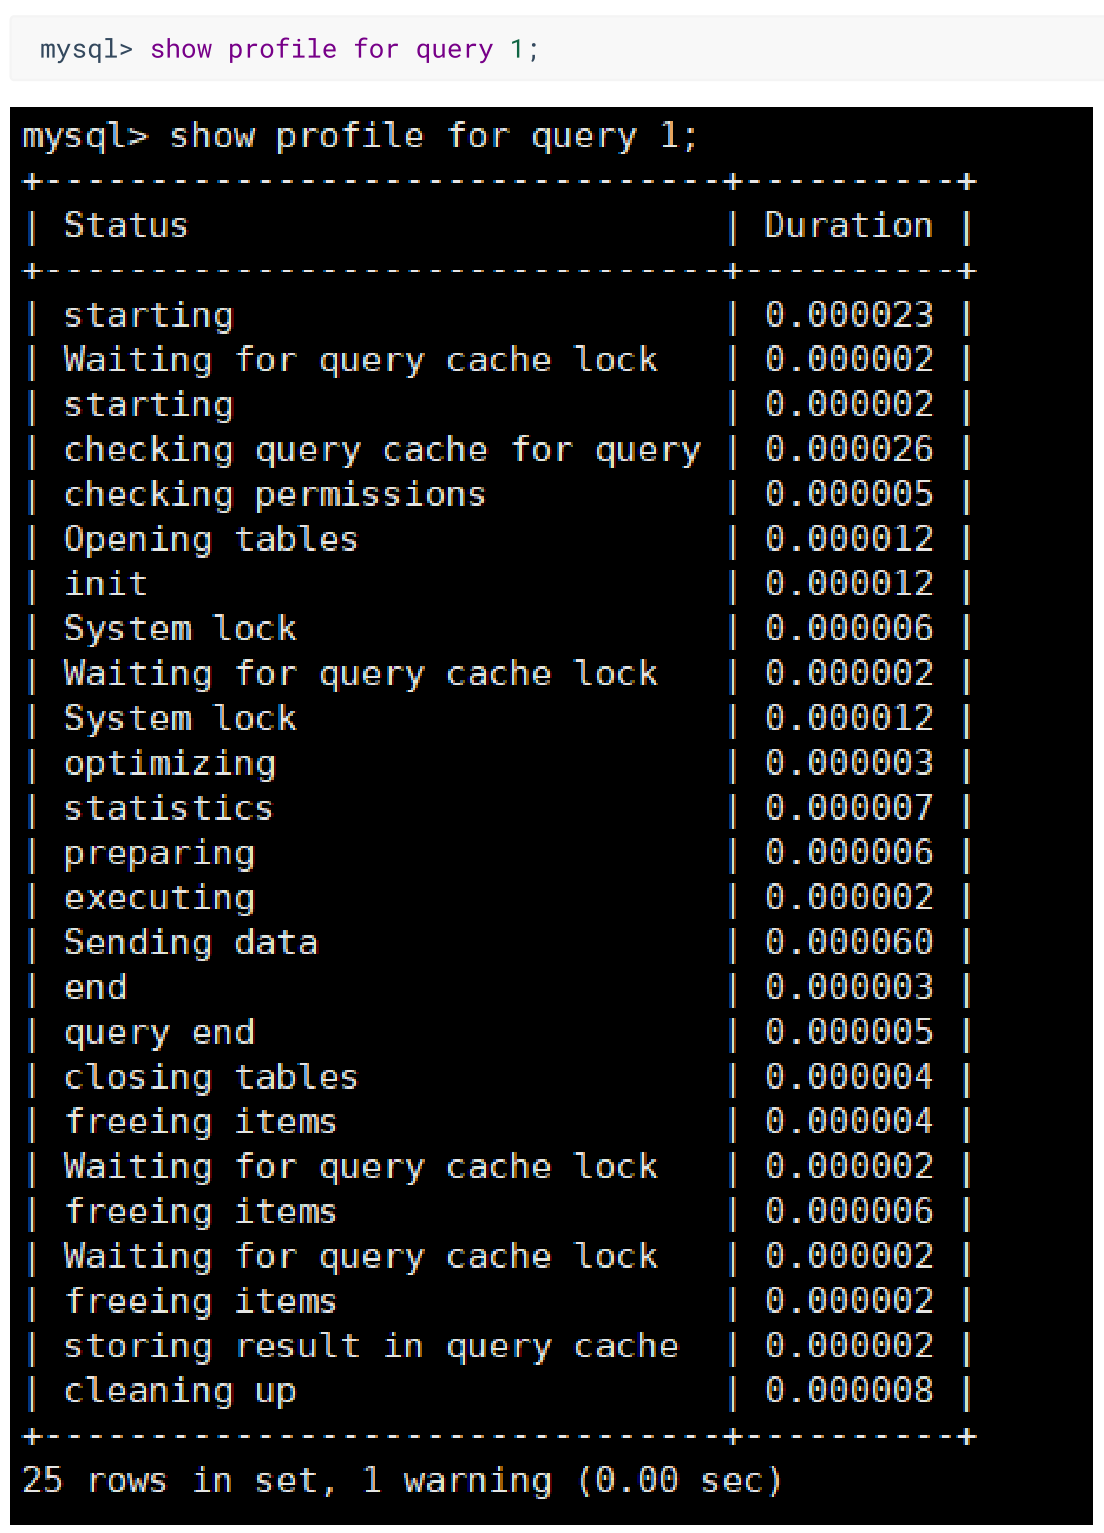 mysql> show profile for query 1;
mysql> show profile for query 1;
+--------------------------------+----------+
| Status                         | Duration |
+--------------------------------+----------+
| starting                       | 0.000023 |
| Waiting for query cache lock   | 0.000002 |
| starting                       | 0.000002 |
| checking query cache for query | 0.000026 |
| checking permissions           | 0.000005 |
| Opening tables                 | 0.000012 |
| init                           | 0.000012 |
| System lock                    | 0.000006 |
| Waiting for query cache lock   | 0.000002 |
| System lock                    | 0.000012 |
| optimizing                     | 0.000003 |
| statistics                     | 0.000007 |
| preparing                      | 0.000006 |
| executing                      | 0.000002 |
| Sending data                   | 0.000060 |
| end                            | 0.000003 |
| query end                      | 0.000005 |
| closing tables                 | 0.000004 |
| freeing items                  | 0.000004 |
| Waiting for query cache lock   | 0.000002 |
| freeing items                  | 0.000006 |
| Waiting for query cache lock   | 0.000002 |
| freeing items                  | 0.000002 |
| storing result in query cache  | 0.000002 |
| cleaning up                    | 0.000008 |
+--------------------------------+----------+
25 rows in set, 1 warning (0.00 sec)